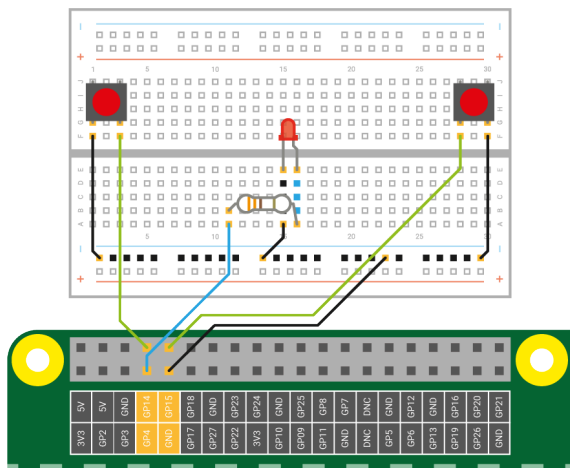 − −
+ +
1 5 10 15 20 25 30
J J
I I
H H
G G
F F
E E
D D
C C
B B
A A
5 10 15 20 25 30
− −
+ +
5V 5V GND GP14 GP15 GP18 GND GP23 GP24 GND GP25 GP8 GP7 DNC GND GP12 GND GP16 GP20 GP21
3V3 GP2 GP3 GP4 GND GP17 GP27 GP22 3V3 GP10 GP09 GP11 GND DNC GP5 GP6 GP13 GP19 GP26 GND